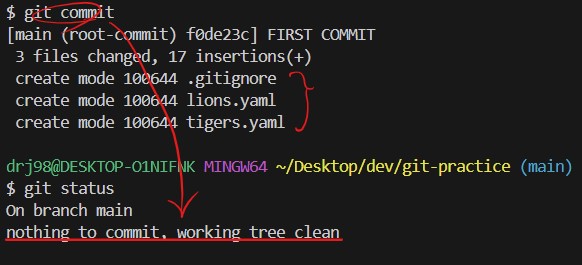 $ git commit
[main (root-commit) f0de23c] FIRST COMMIT
 3 files changed, 17 insertions(+)
 create mode 100644 .gitignore
 create mode 100644 lions.yaml
 create mode 100644 tigers.yaml
drj98@DESKTOP-O1NIFNK MINGW64 ~/Desktop/dev/git-practice (main)
$ git status
On branch main
nothing to commit, working tree clean